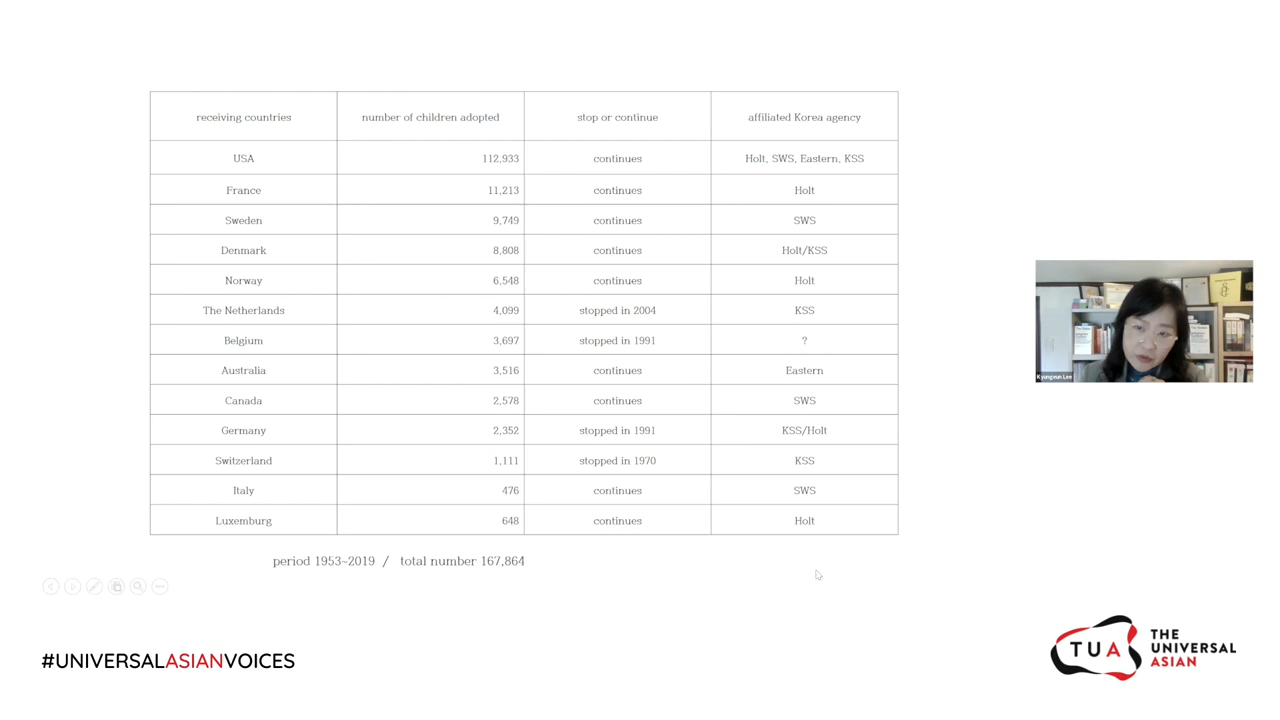 receiving countries number of children adopted stop or continue affiliated Korea agency
USA 112,933 continues Holt, SWS, Eastern, KSS
France 11,213 continues Holt
Sweden 9,749 continues SWS
Denmark 8,808 continues Holt/KSS
Norway 6,548 continues Holt
The Netherlands 4,099 stopped in 2004 KSS
Belgium 3,697 stopped in 1991 ?
Australia 3,516 continues Eastern
Canada 2,578 continues SWS
Germany 2,352 stopped in 1991 KSS/Holt
Switzerland 1,111 stopped in 1970 KSS
Italy 476 continues SWS
Luxemburg 648 continues Holt
period 1953~2019 / total number 167,864
Kyungeun Lee
#UNIVERSALASIANVOICES
TUA
THE
UNIVERSAL
ASIAN